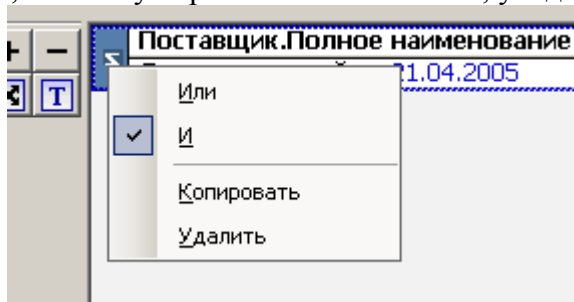 + −
Поставщик.Полное наименование
И
21.04.2005
T
Или
И
Копировать
Удалить